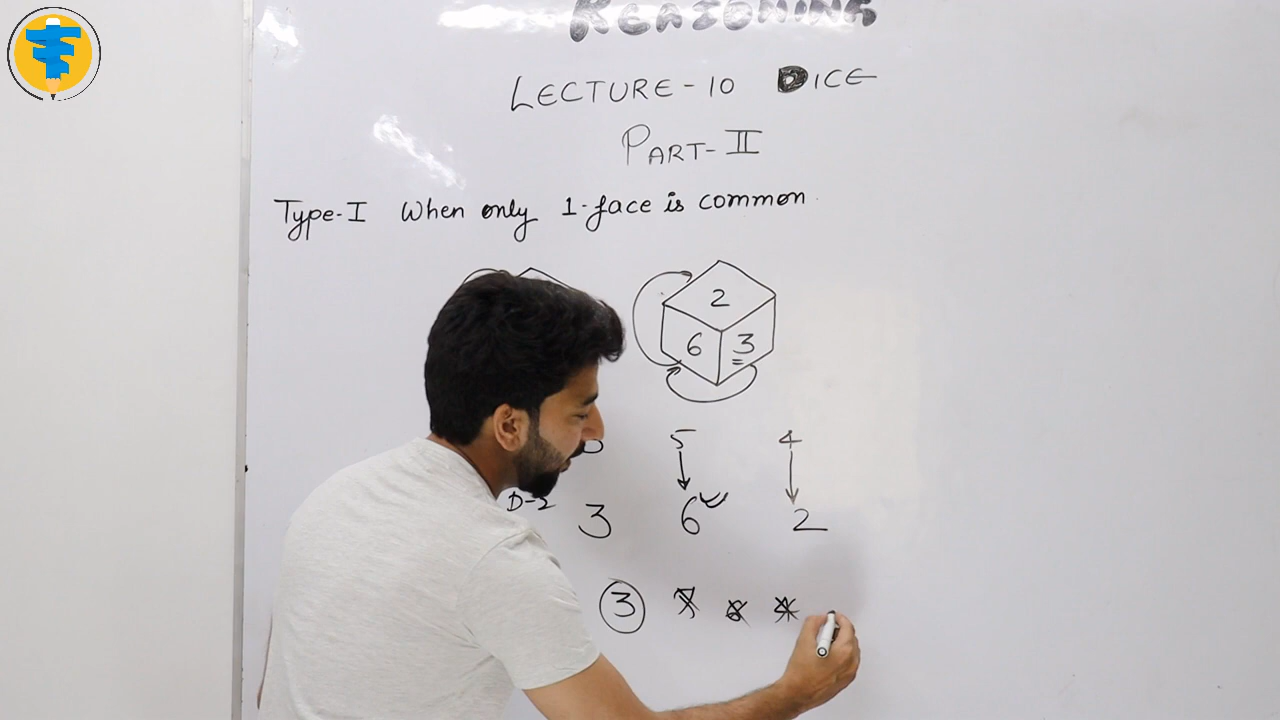 REASONING
LECTURE-10 DICE
PART-II
Type-I When only 1-face is common
2
6 3
5 4
D-2 3 6 2
3